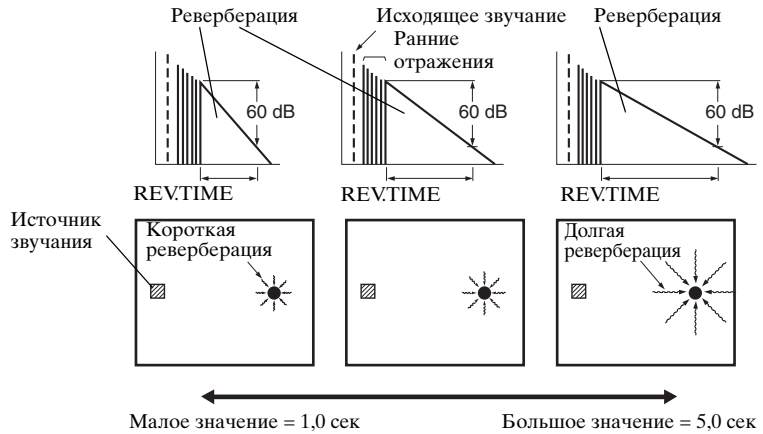 Реверберация
Исходящее звучание
Ранние
отражения
Реверберация
60 dB
60 dB
60 dB
REV.TIME
REV.TIME
REV.TIME
Источник
звучания
Короткая
реверберация
Долгая
реверберация
Малое значение = 1,0 сек
Большое значение = 5,0 сек